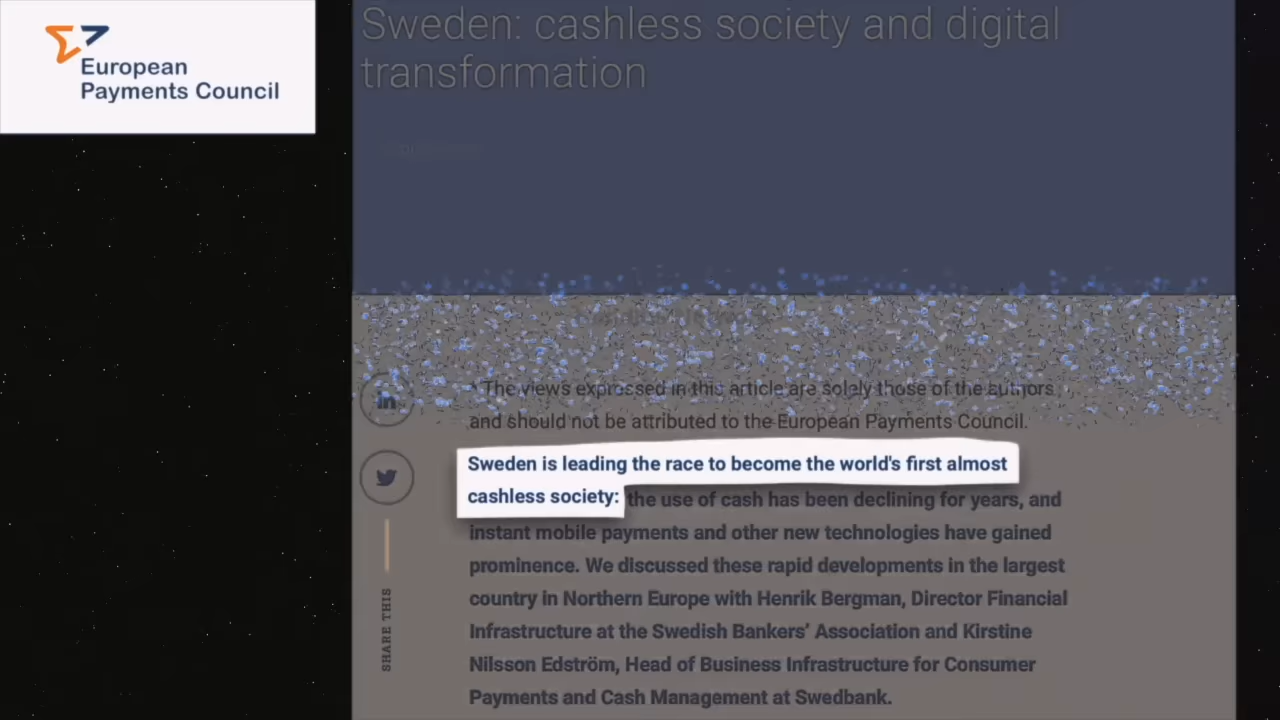 European
Payments Council
Sweden: cashless society and digital
transformation
* The views expressed in this article are solely those of the authors
and should not be attributed to the European Payments Council.
Sweden is leading the race to become the world's first almost
cashless society: the use of cash has been declining for years, and
instant mobile payments and other new technologies have gained
prominence. We discussed these rapid developments in the largest
country in Northern Europe with Henrik Bergman, Director Financial
Infrastructure at the Swedish Bankers’ Association and Kirstine
Nilsson Edström, Head of Business Infrastructure for Consumer
Payments and Cash Management at Swedbank.
in
SHARE THIS